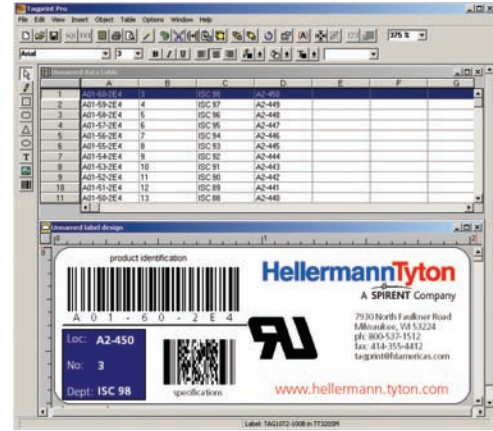 Tagprint Pro
File Edit View Insert Object Table Options Window Help
375 %
Arial 3 B I U
Unnamed data table
A B C D E F G
1 A01-60-2E4 3 ISC 98 A2-450
2 A01-59-2E4 4 ISC 97 A2-449
3 A01-58-2E4 5 ISC 96 A2-448
4 A01-57-2E4 6 ISC 95 A2-447
5 A01-56-2E4 7 ISC 94 A2-446
6 A01-55-2E4 8 ISC 93 A2-445
7 A01-54-2E4 9 ISC 92 A2-444
8 A01-53-2E4 10 ISC 91 A2-443
9 A01-52-2E4 11 ISC 90 A2-442
10 A01-51-2E4 12 ISC 89 A2-441
11 A01-50-2E4 13 ISC 88 A2-440
Unnamed label design
product identification
A 0 1 - 6 0 - 2 E 4
Loc: A2-450
No: 3
Dept: ISC 98
specifications
HellermannTyton
A SPIRENT Company
7930 North Faulkner Road
Milwaukee, WI 53224
ph: 800-537-1512
fax: 414-355-4412
tagprint@htamericas.com
www.hellermann.tyton.com
Label: TAG10T2-100B in TT320SM